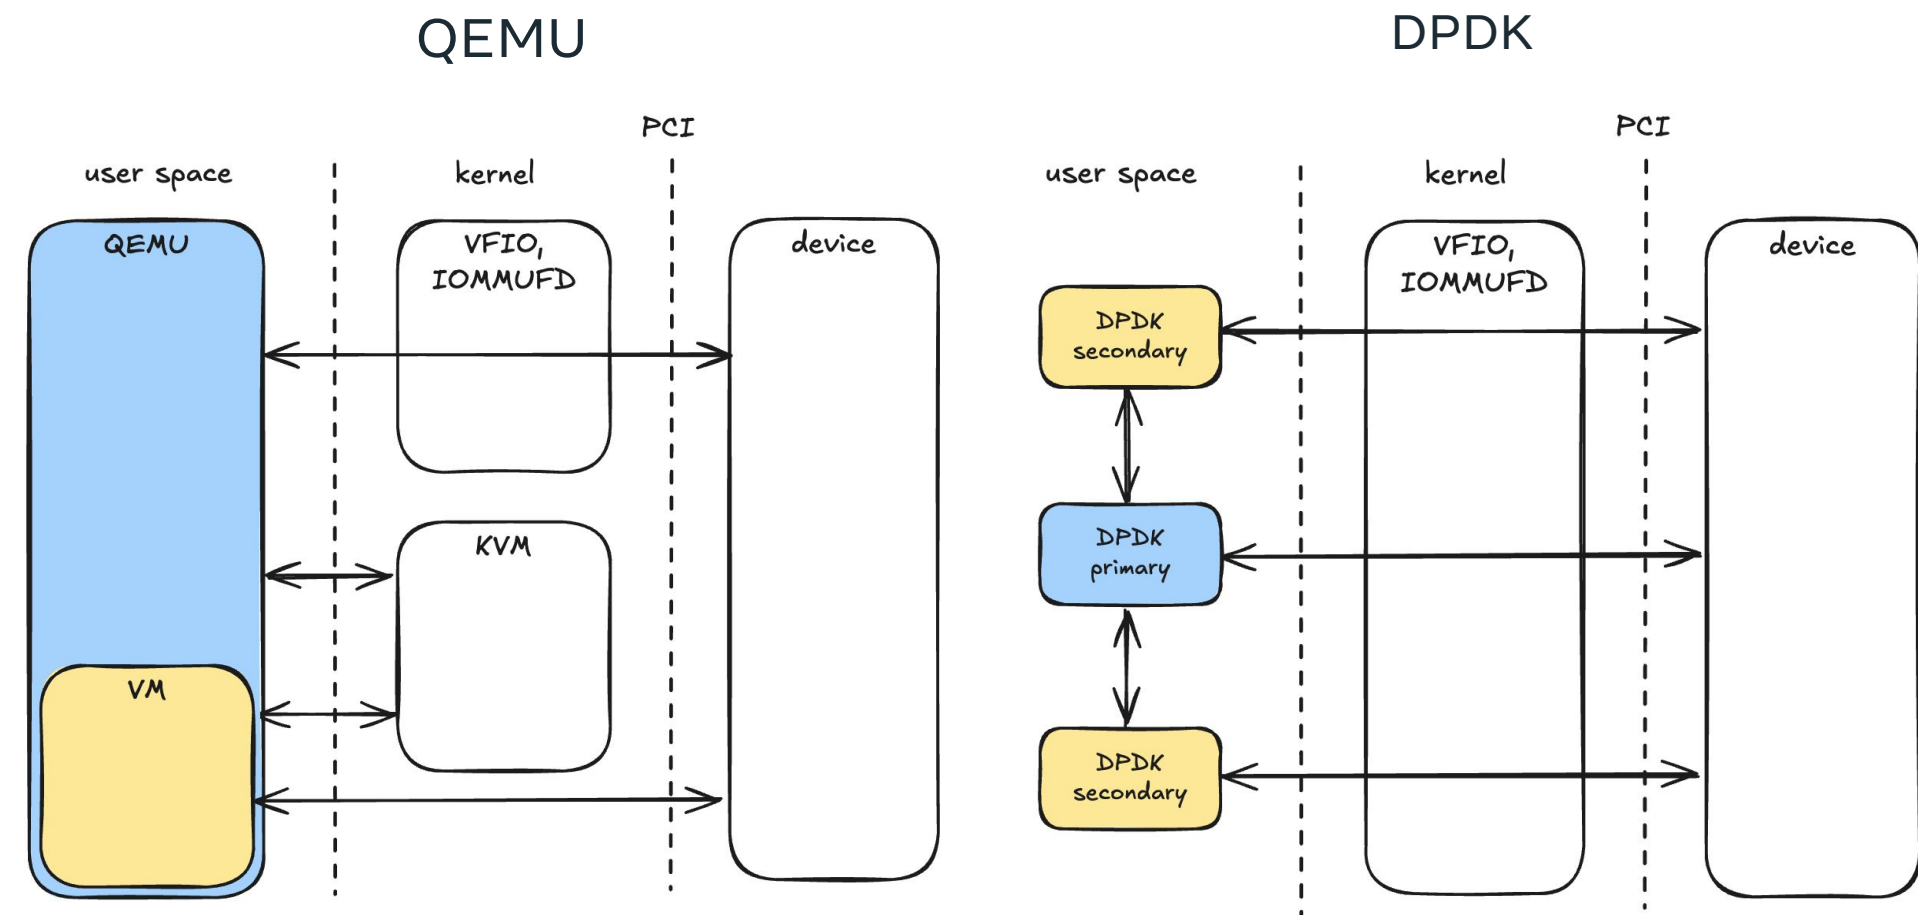 QEMU
PCI
user space
kernel
QEMU
VFIO,
IOMMUFD
device
KVM
VM
DPDK
PCI
user space
kernel
VFIO,
IOMMUFD
device
DPDK
secondary
DPDK
primary
DPDK
secondary